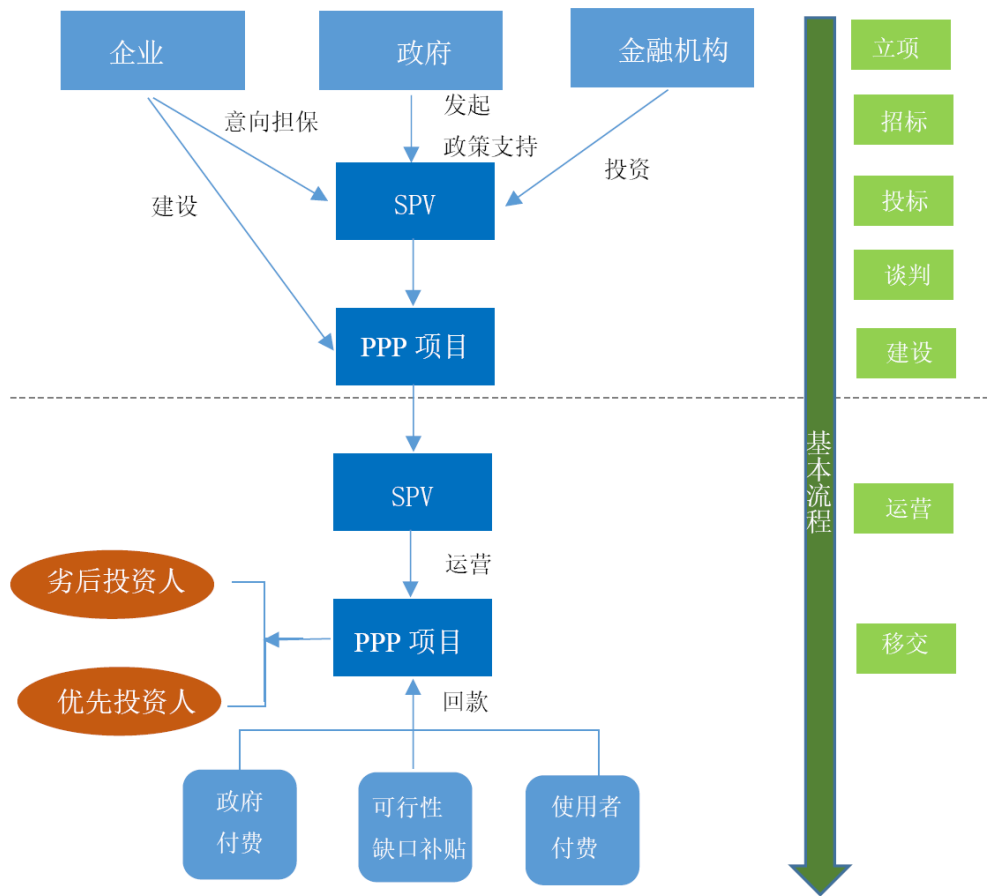 企业
政府
金融机构
立项
意向担保
发起
政策支持
招标
投资
建设
SPV
投标
谈判
PPP 项目
建设
基本流程
SPV
运营
运营
劣后投资人
PPP 项目
移交
优先投资人
回款
政府
付费
可行性
缺口补贴
使用者
付费